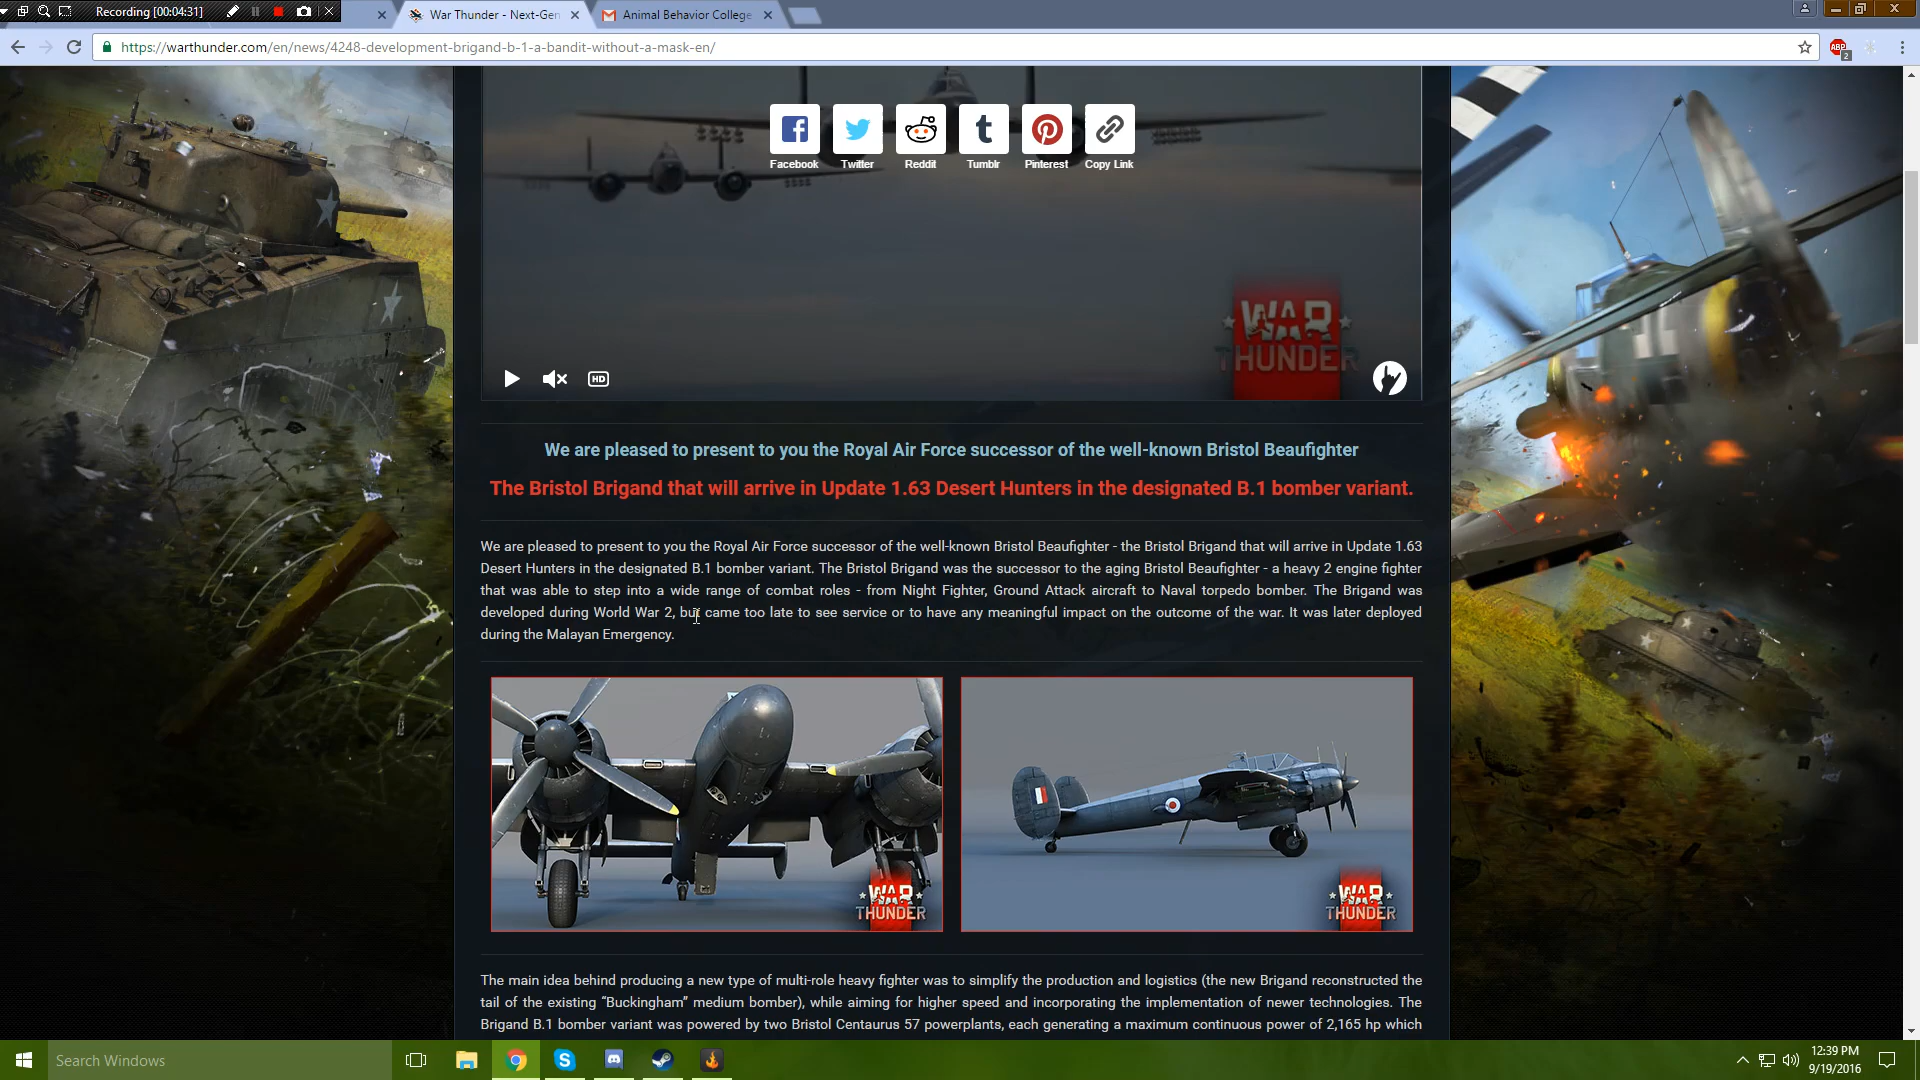 Recording [00:04:31]
War Thunder - Next-Gen
Animal Behavior College
https://warthunder.com/en/news/4248-development-brigand-b-1-a-bandit-without-a-mask-en/
ABP
2
Facebook
Twitter
Reddit
Tumblr
Pinterest
Copy Link
HD
WAR
THUNDER
We are pleased to present to you the Royal Air Force successor of the well-known Bristol Beaufighter
The Bristol Brigand that will arrive in Update 1.63 Desert Hunters in the designated B.1 bomber variant.
We are pleased to present to you the Royal Air Force successor of the well-known Bristol Beaufighter - the Bristol Brigand that will arrive in Update 1.63
Desert Hunters in the designated B.1 bomber variant. The Bristol Brigand was the successor to the aging Bristol Beaufighter - a heavy 2 engine fighter
that was able to step into a wide range of combat roles - from Night Fighter, Ground Attack aircraft to Naval torpedo bomber. The Brigand was
developed during World War 2, but came too late to see service or to have any meaningful impact on the outcome of the war. It was later deployed
during the Malayan Emergency.
WAR
THUNDER
WAR
THUNDER
The main idea behind producing a new type of multi-role heavy fighter was to simplify the production and logistics (the new Brigand reconstructed the
tail of the existing “Buckingham” medium bomber), while aiming for higher speed and incorporating the implementation of newer technologies. The
Brigand B.1 bomber variant was powered by two Bristol Centaurus 57 powerplants, each generating a maximum continuous power of 2,165 hp which
Search Windows
12:39 PM
9/19/2016